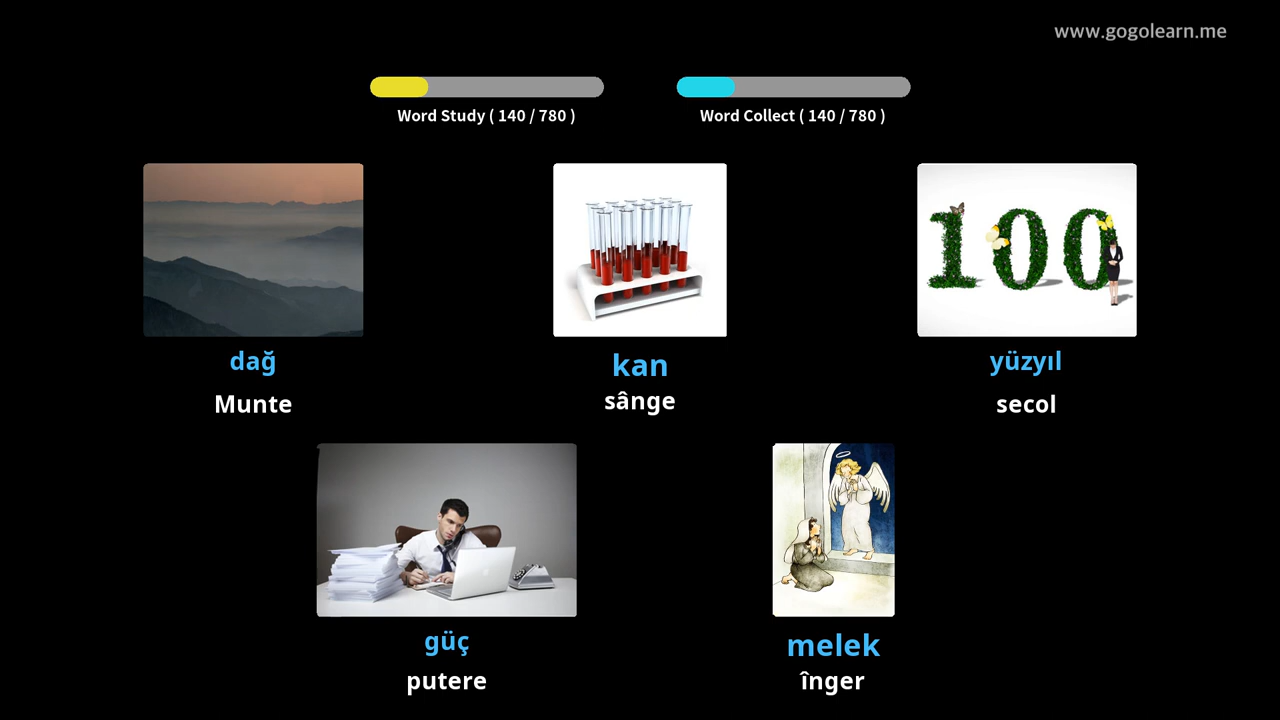 www.gogolearn.me
Word Study ( 140 / 780 )
Word Collect ( 140 / 780 )
100
dağ
Munte
kan
sânge
yüzyıl
secol
güç
putere
melek
înger